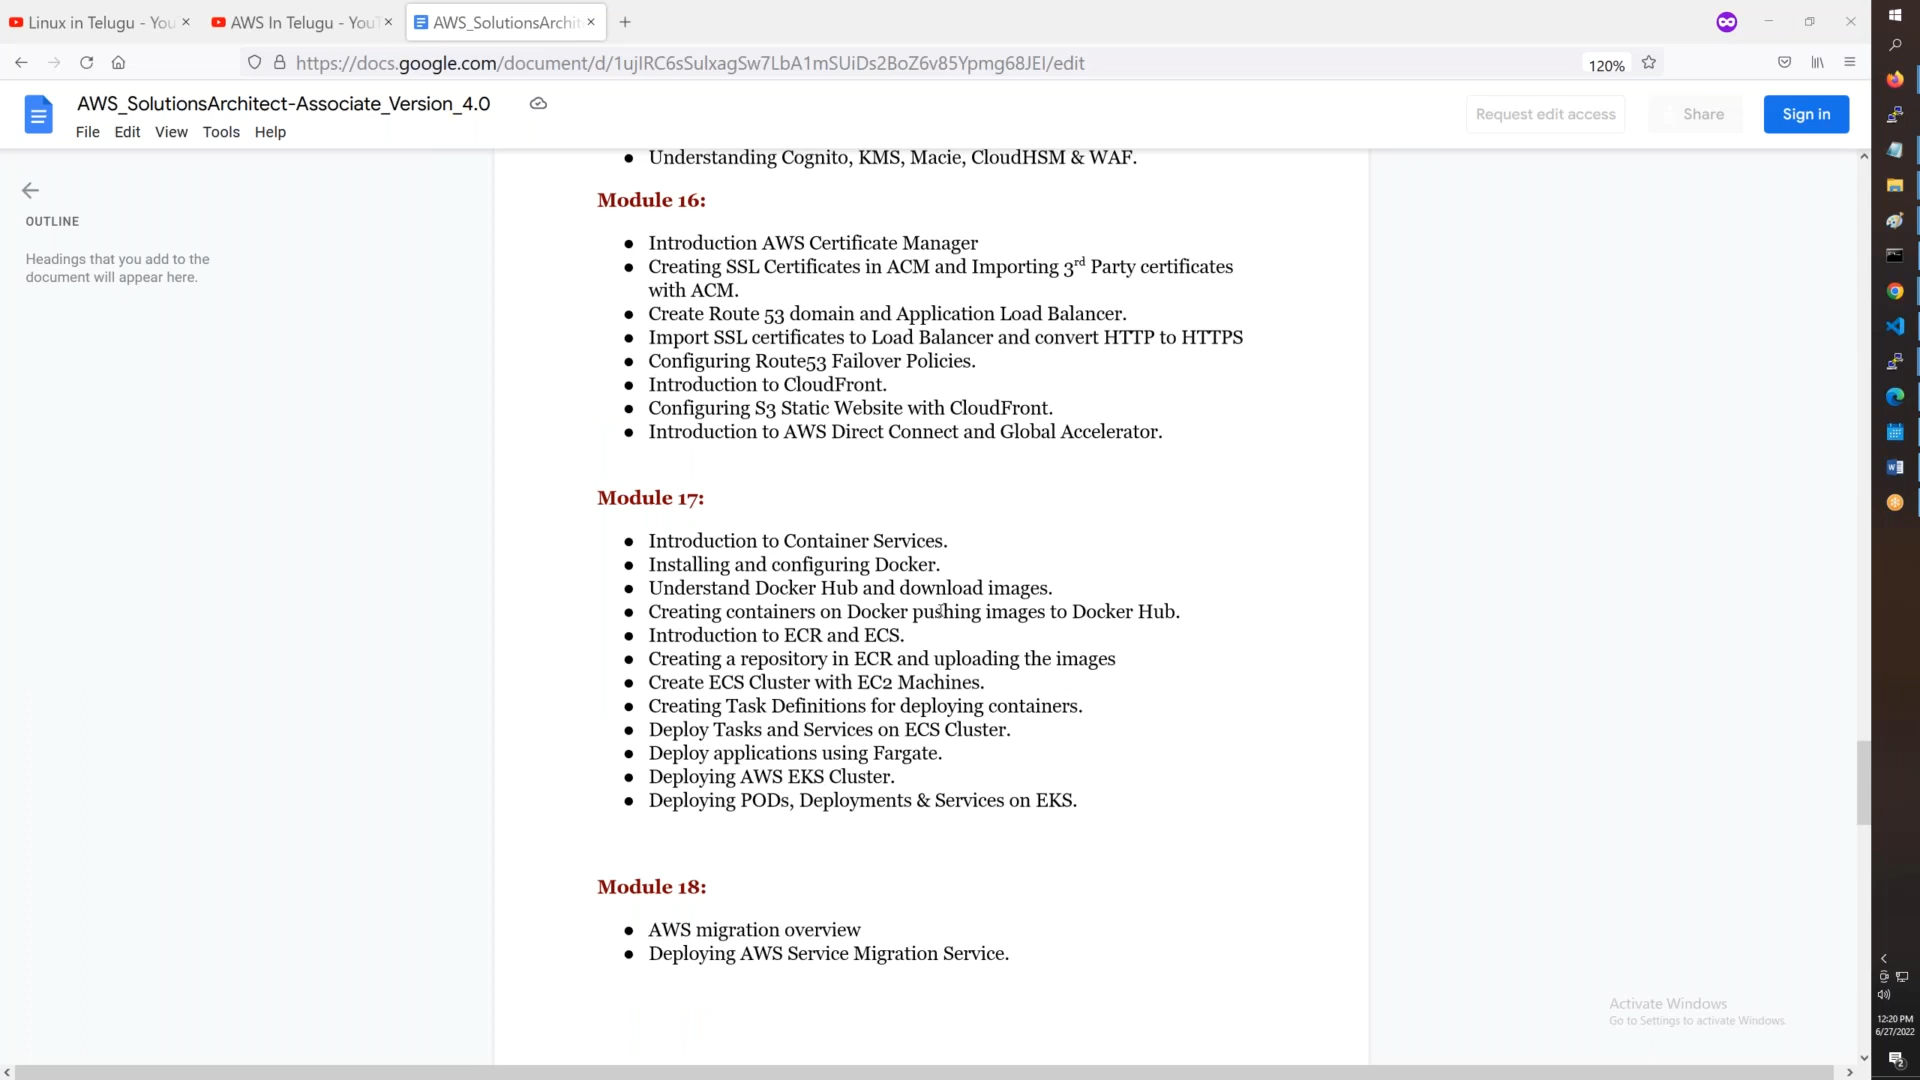 Linux in Telugu - You
AWS In Telugu - YouT
AWS_SolutionsArchit
https://docs.google.com/document/d/1ujIRC6sSulxagSw7LbA1mSUiDs2BoZ6v85Ypmg68JEI/edit
120%
AWS_SolutionsArchitect-Associate_Version_4.0
File Edit View Tools Help
Request edit access
Share
Sign in
OUTLINE
Headings that you add to the
document will appear here.
● Understanding Cognito, KMS, Macie, CloudHSM & WAF.
Module 16:
● Introduction AWS Certificate Manager
● Creating SSL Certificates in ACM and Importing 3rd Party certificates
with ACM.
● Create Route 53 domain and Application Load Balancer.
● Import SSL certificates to Load Balancer and convert HTTP to HTTPS
● Configuring Route53 Failover Policies.
● Introduction to CloudFront.
● Configuring S3 Static Website with CloudFront.
● Introduction to AWS Direct Connect and Global Accelerator.
Module 17:
● Introduction to Container Services.
● Installing and configuring Docker.
● Understand Docker Hub and download images.
● Creating containers on Docker pushing images to Docker Hub.
● Introduction to ECR and ECS.
● Creating a repository in ECR and uploading the images
● Create ECS Cluster with EC2 Machines.
● Creating Task Definitions for deploying containers.
● Deploy Tasks and Services on ECS Cluster.
● Deploy applications using Fargate.
● Deploying AWS EKS Cluster.
● Deploying PODs, Deployments & Services on EKS.
Module 18:
● AWS migration overview
● Deploying AWS Service Migration Service.
Activate Windows
Go to Settings to activate Windows.
12:20 PM
6/27/2022
2